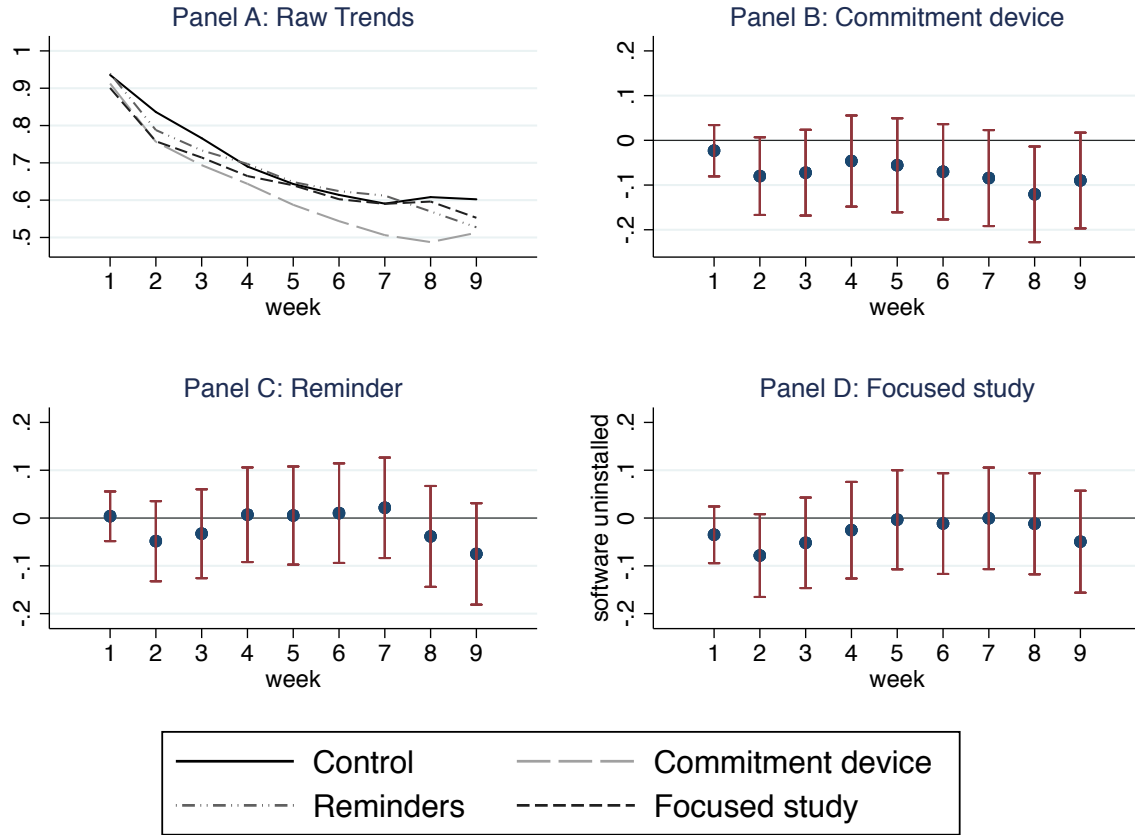 Panel A: Raw Trends
1
.9
.8
.7
.6
.5
1 2 3 4 5 6 7 8 9
week
Panel B: Commitment device
.2
.1
0
-.1
-.2
1 2 3 4 5 6 7 8 9
week
Panel C: Reminder
.2
.1
0
-.1
-.2
1 2 3 4 5 6 7 8 9
week
Panel D: Focused study
software uninstalled
.2
.1
0
-.1
-.2
1 2 3 4 5 6 7 8 9
week
Control
Commitment device
Reminders
Focused study